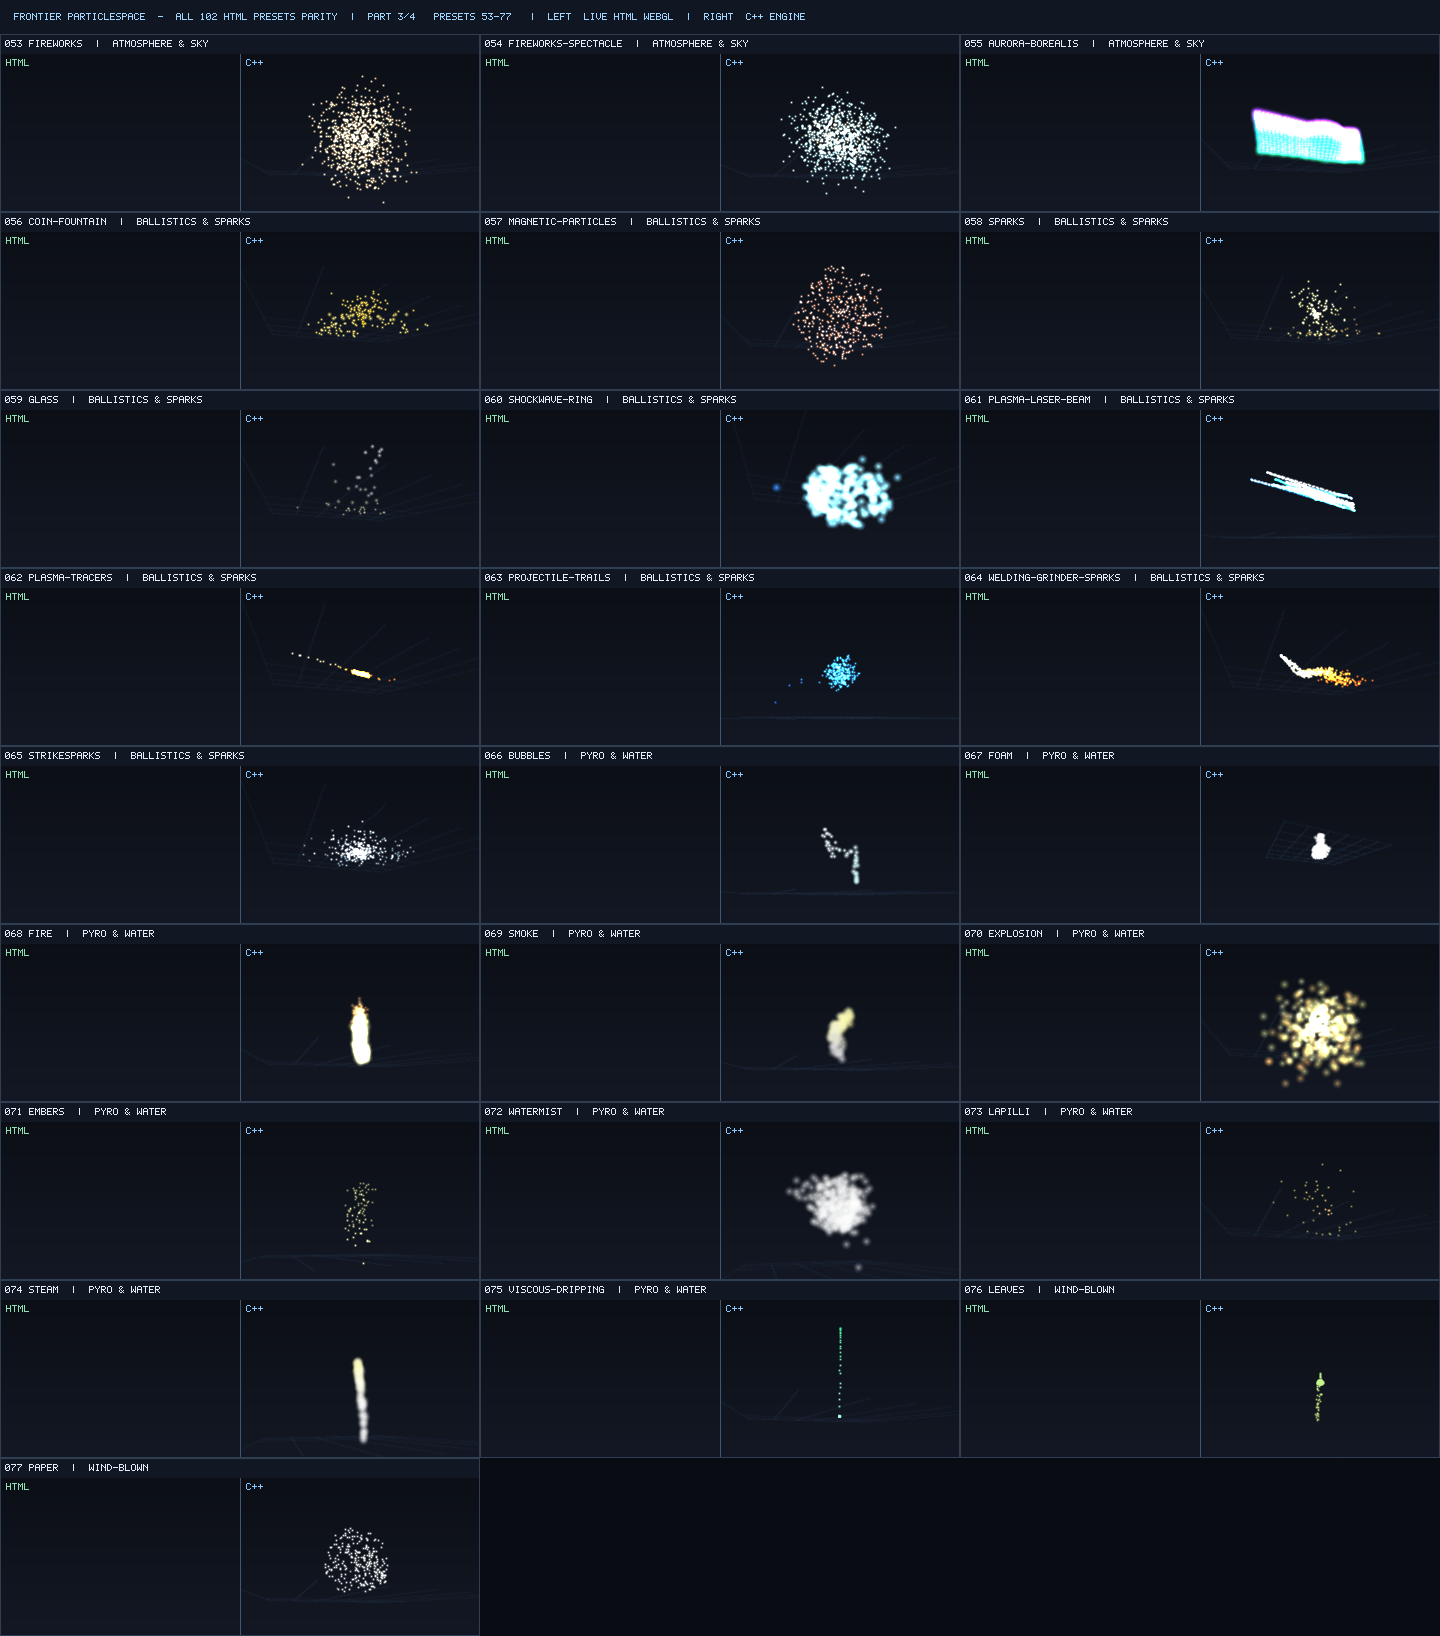 FRONTIER PARTICLESPACE – ALL 102 HTML PRESETS PARITY | PART 3/4 PRESETS 53-77 | LEFT LIVE HTML WEBGL | RIGHT C++ ENGINE
053 FIREWORKS | ATMOSPHERE & SKY
HTML
C++
054 FIREWORKS-SPECTACLE | ATMOSPHERE & SKY
HTML
C++
055 AURORA-BOREALIS | ATMOSPHERE & SKY
HTML
C++
056 COIN-FOUNTAIN | BALLISTICS & SPARKS
HTML
C++
057 MAGNETIC-PARTICLES | BALLISTICS & SPARKS
HTML
C++
058 SPARKS | BALLISTICS & SPARKS
HTML
C++
059 GLASS | BALLISTICS & SPARKS
HTML
C++
060 SHOCKWAVE-RING | BALLISTICS & SPARKS
HTML
C++
061 PLASMA-LASER-BEAM | BALLISTICS & SPARKS
HTML
C++
062 PLASMA-TRACERS | BALLISTICS & SPARKS
HTML
C++
063 PROJECTILE-TRAILS | BALLISTICS & SPARKS
HTML
C++
064 WELDING-GRINDER-SPARKS | BALLISTICS & SPARKS
HTML
C++
065 STRIKESPARKS | BALLISTICS & SPARKS
HTML
C++
066 BUBBLES | PYRO & WATER
HTML
C++
067 FOAM | PYRO & WATER
HTML
C++
068 FIRE | PYRO & WATER
HTML
C++
069 SMOKE | PYRO & WATER
HTML
C++
070 EXPLOSION | PYRO & WATER
HTML
C++
071 EMBERS | PYRO & WATER
HTML
C++
072 WATERMIST | PYRO & WATER
HTML
C++
073 LAPILLI | PYRO & WATER
HTML
C++
074 STEAM | PYRO & WATER
HTML
C++
075 VISCOUS-DRIPPING | PYRO & WATER
HTML
C++
076 LEAVES | WIND-BLOWN
HTML
C++
077 PAPER | WIND-BLOWN
HTML
C++